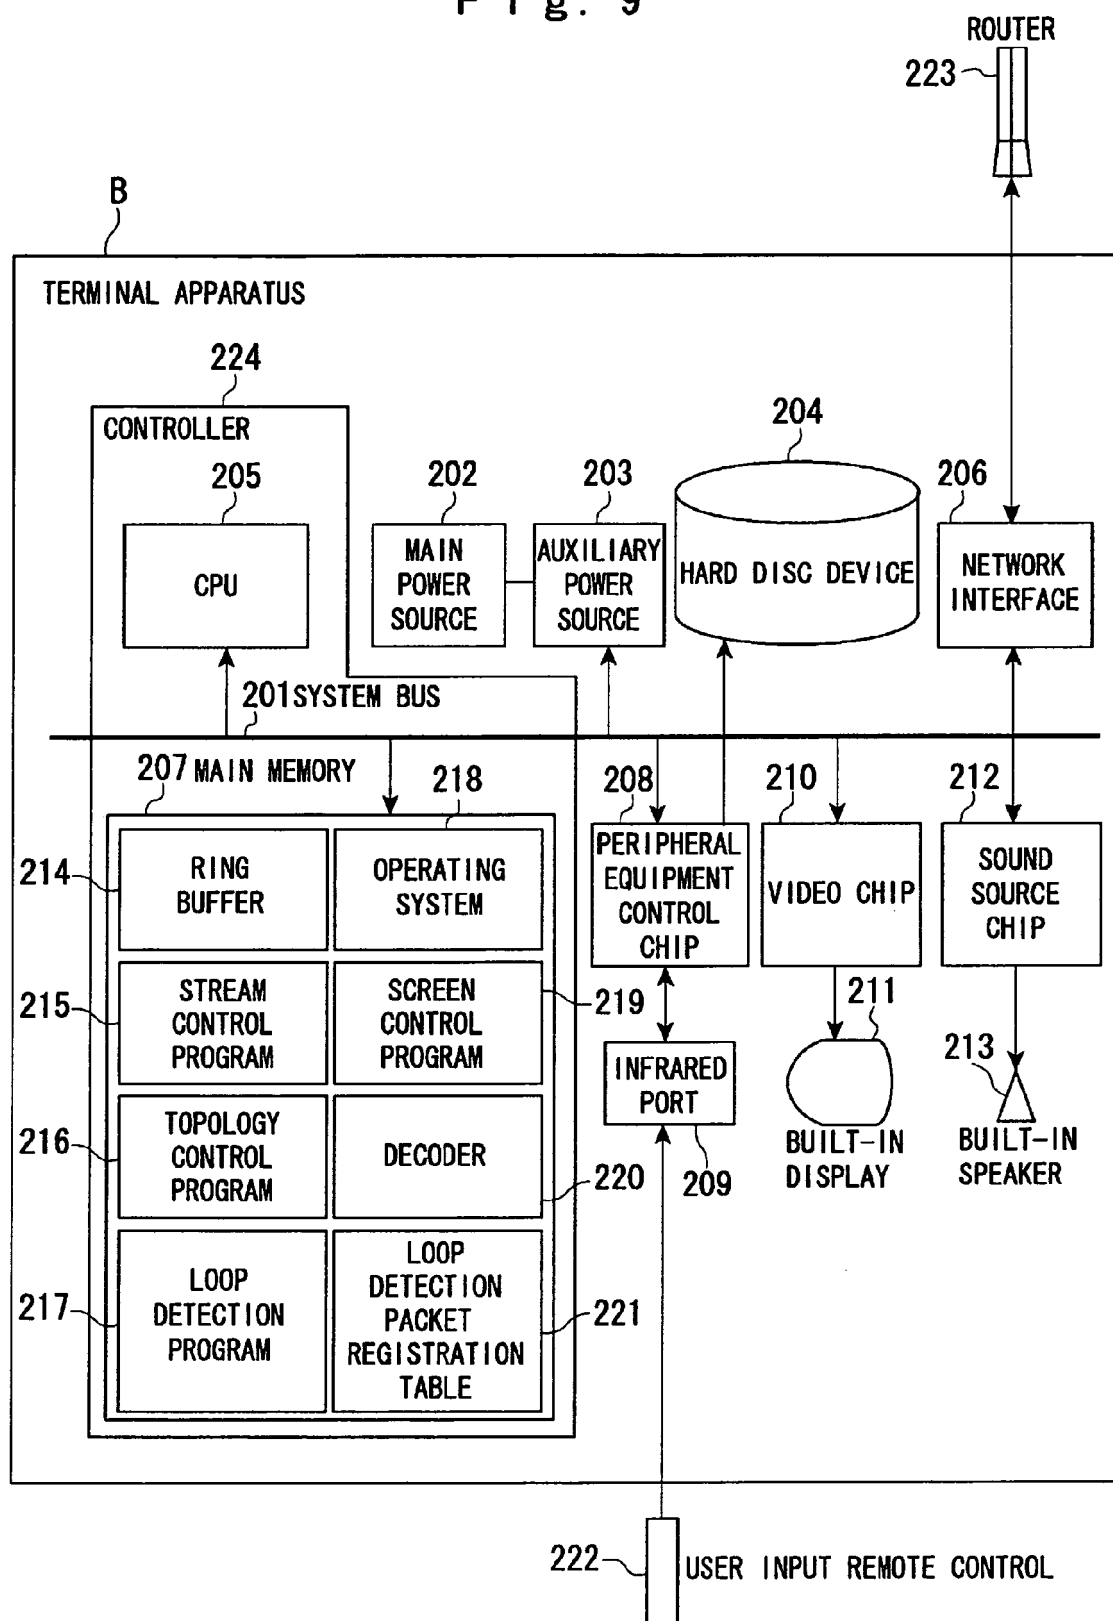 Fig. 9
ROUTER
223
B
TERMINAL APPARATUS
224
CONTROLLER
204
205
202
203
206
CPU
MAIN
POWER
SOURCE
AUXILIARY
POWER
SOURCE
HARD DISC DEVICE
NETWORK
INTERFACE
201 SYSTEM BUS
207 MAIN MEMORY
218
208
210
212
214
RING
BUFFER
OPERATING
SYSTEM
PERIPHERAL
EQUIPMENT
CONTROL
CHIP
VIDEO CHIP
SOUND
SOURCE
CHIP
215
STREAM
CONTROL
PROGRAM
SCREEN
CONTROL
PROGRAM
219
211
213
INFRARED
PORT
216
TOPOLOGY
CONTROL
PROGRAM
DECODER
220
209
BUILT-IN
DISPLAY
BUILT-IN
SPEAKER
217
LOOP
DETECTION
PROGRAM
LOOP
DETECTION
PACKET
REGISTRATION
TABLE
221
222
USER INPUT REMOTE CONTROL